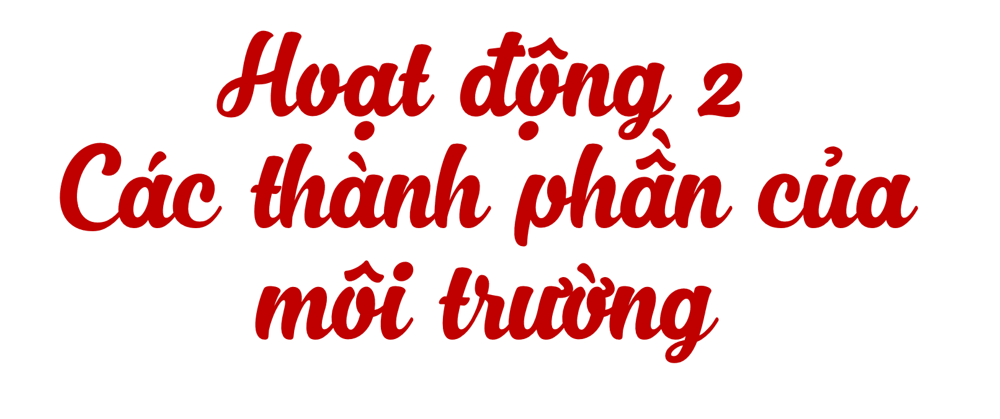 Hoạt động 2
Các thành phần của
môi trường